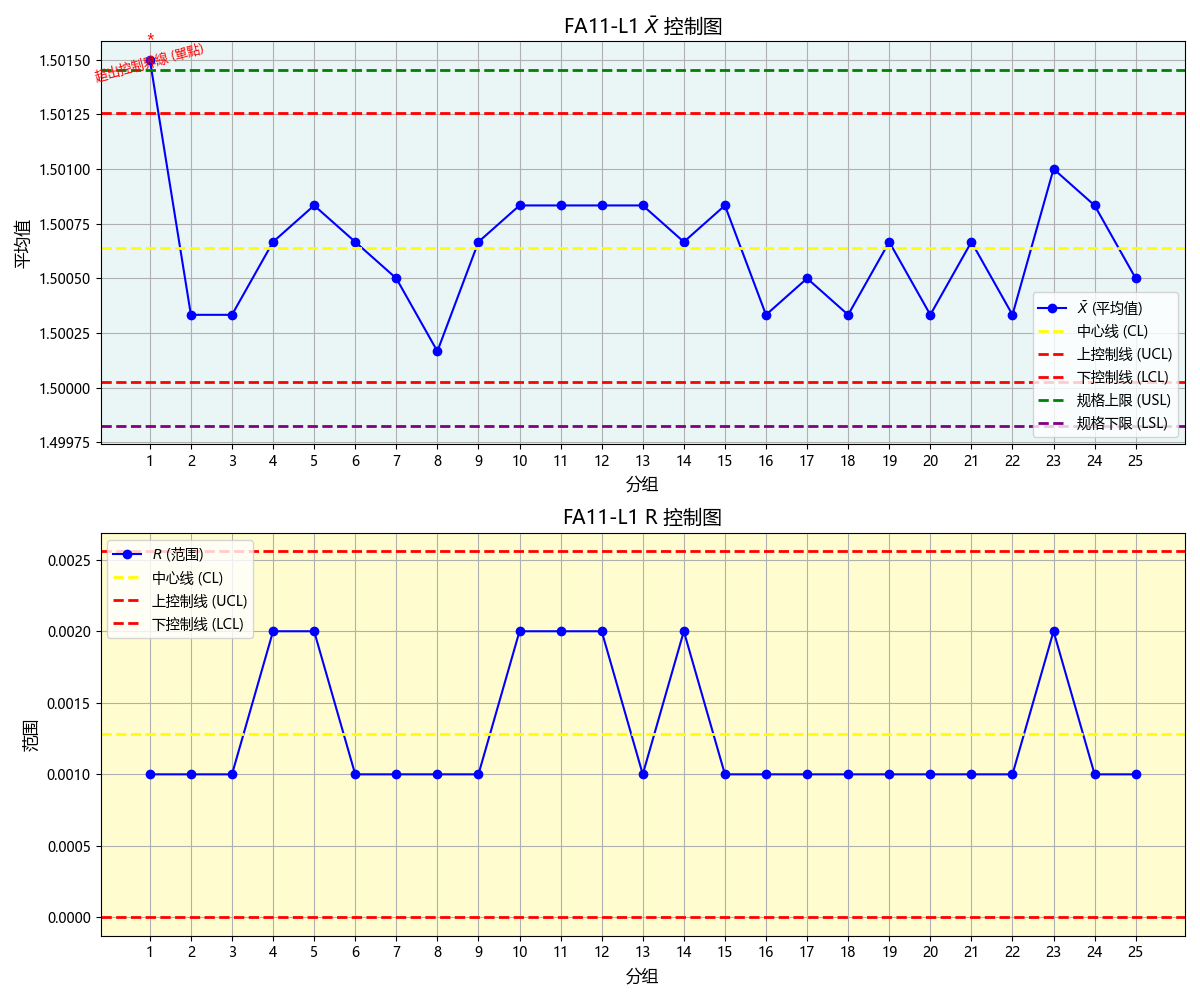 FA11-L1 X̄ 控制图
*
超出控制界線 (單點)
1.50150
1.50125
1.50100
1.50075
1.50050
1.50025
1.50000
1.49975
平均值
X̄ (平均值)
中心线 (CL)
上控制线 (UCL)
下控制线 (LCL)
规格上限 (USL)
规格下限 (LSL)
1 2 3 4 5 6 7 8 9 10 11 12 13 14 15 16 17 18 19 20 21 22 23 24 25
分组
FA11-L1 R 控制图
R (范围)
中心线 (CL)
上控制线 (UCL)
下控制线 (LCL)
0.0025
0.0020
0.0015
0.0010
0.0005
0.0000
范围
1 2 3 4 5 6 7 8 9 10 11 12 13 14 15 16 17 18 19 20 21 22 23 24 25
分组